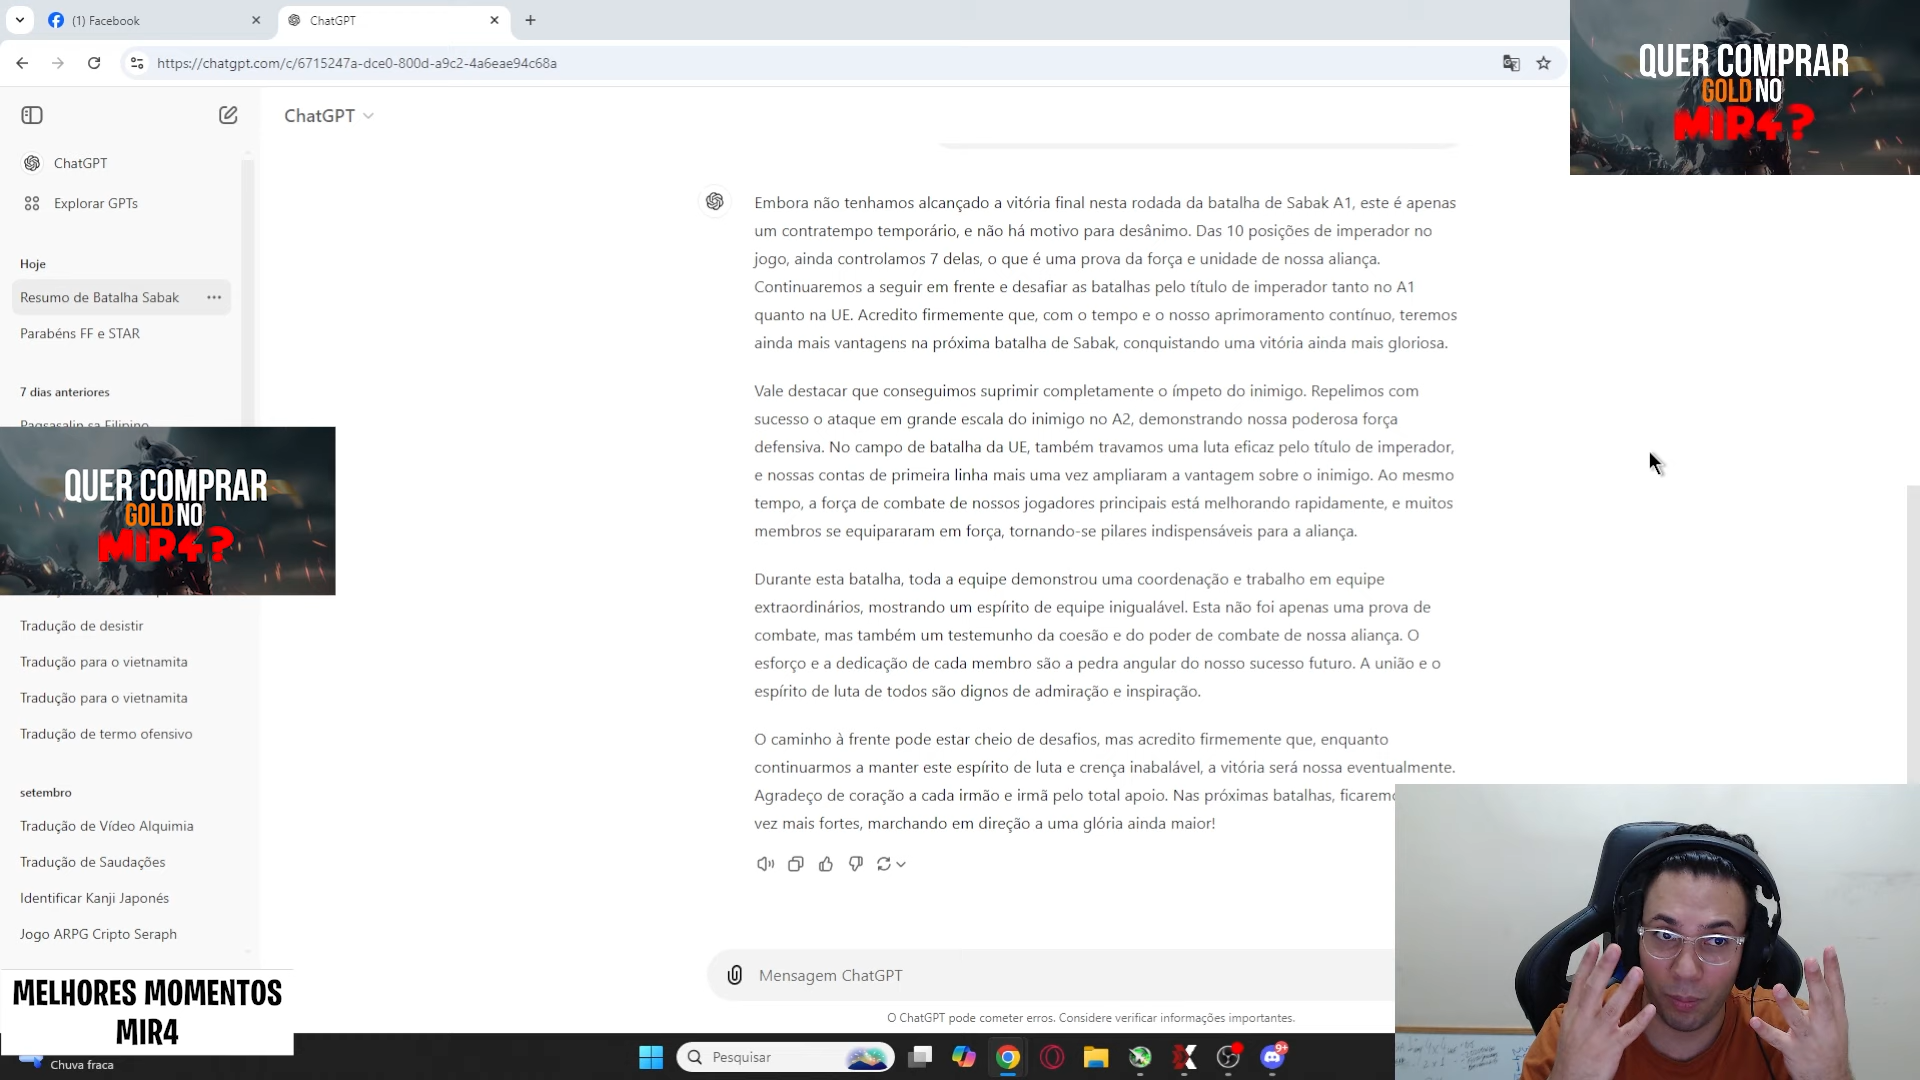 (1) Facebook
ChatGPT
https://chatgpt.com/c/6715247a-dce0-800d-a9c2-4a6eae94c68a
QUER COMPRAR
GOLD NO
MIR4?
ChatGPT
ChatGPT
Explorar GPTs
Hoje
Resumo de Batalha Sabak
Parabéns FF e STAR
7 dias anteriores
Pagsasalin sa Filipino
QUER COMPRAR
GOLD NO
MIR4?
Tradução de desistir
Tradução para o vietnamita
Tradução para o vietnamita
Tradução de termo ofensivo
setembro
Tradução de Vídeo Alquimia
Tradução de Saudações
Identificar Kanji Japonés
Jogo ARPG Cripto Seraph
MELHORES MOMENTOS
MIR4
Embora não tenhamos alcançado a vitória final nesta rodada da batalha de Sabak A1, este é apenas
um contratempo temporário, e não há motivo para desânimo. Das 10 posições de imperador no
jogo, ainda controlamos 7 delas, o que é uma prova da força e unidade de nossa aliança.
Continuaremos a seguir em frente e desafiar as batalhas pelo título de imperador tanto no A1
quanto na UE. Acredito firmemente que, com o tempo e o nosso aprimoramento contínuo, teremos
ainda mais vantagens na próxima batalha de Sabak, conquistando uma vitória ainda mais gloriosa.
Vale destacar que conseguimos suprimir completamente o ímpeto do inimigo. Repelimos com
sucesso o ataque em grande escala do inimigo no A2, demonstrando nossa poderosa força
defensiva. No campo de batalha da UE, também travamos uma luta eficaz pelo título de imperador,
e nossas contas de primeira linha mais uma vez ampliaram a vantagem sobre o inimigo. Ao mesmo
tempo, a força de combate de nossos jogadores principais está melhorando rapidamente, e muitos
membros se equipararam em força, tornando-se pilares indispensáveis para a aliança.
Durante esta batalha, toda a equipe demonstrou uma coordenação e trabalho em equipe
extraordinários, mostrando um espírito de equipe inigualável. Esta não foi apenas uma prova de
combate, mas também um testemunho da coesão e do poder de combate de nossa aliança. O
esforço e a dedicação de cada membro são a pedra angular do nosso sucesso futuro. A união e o
espírito de luta de todos são dignos de admiração e inspiração.
O caminho à frente pode estar cheio de desafios, mas acredito firmemente que, enquanto
continuarmos a manter este espírito de luta e crença inabalável, a vitória será nossa eventualmente.
Agradeço de coração a cada irmão e irmã pelo total apoio. Nas próximas batalhas,
vez mais fortes, marchando em direção a uma glória ainda maior!
Mensagem ChatGPT
O ChatGPT pode cometer erros. Considere verificar informações importantes.
Chuva fraca
Pesquisar
9+